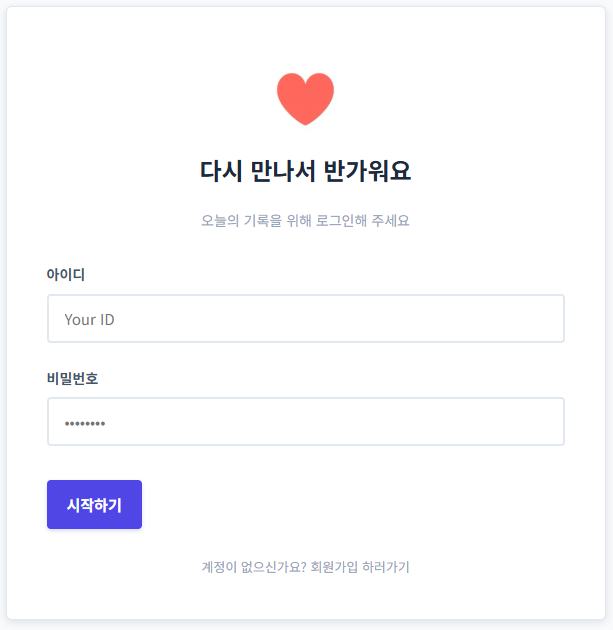 다시 만나서 반가워요
오늘의 기록을 위해 로그인해 주세요
아이디
Your ID
비밀번호
••••••••
시작하기
계정이 없으신가요? 회원가입 하러가기